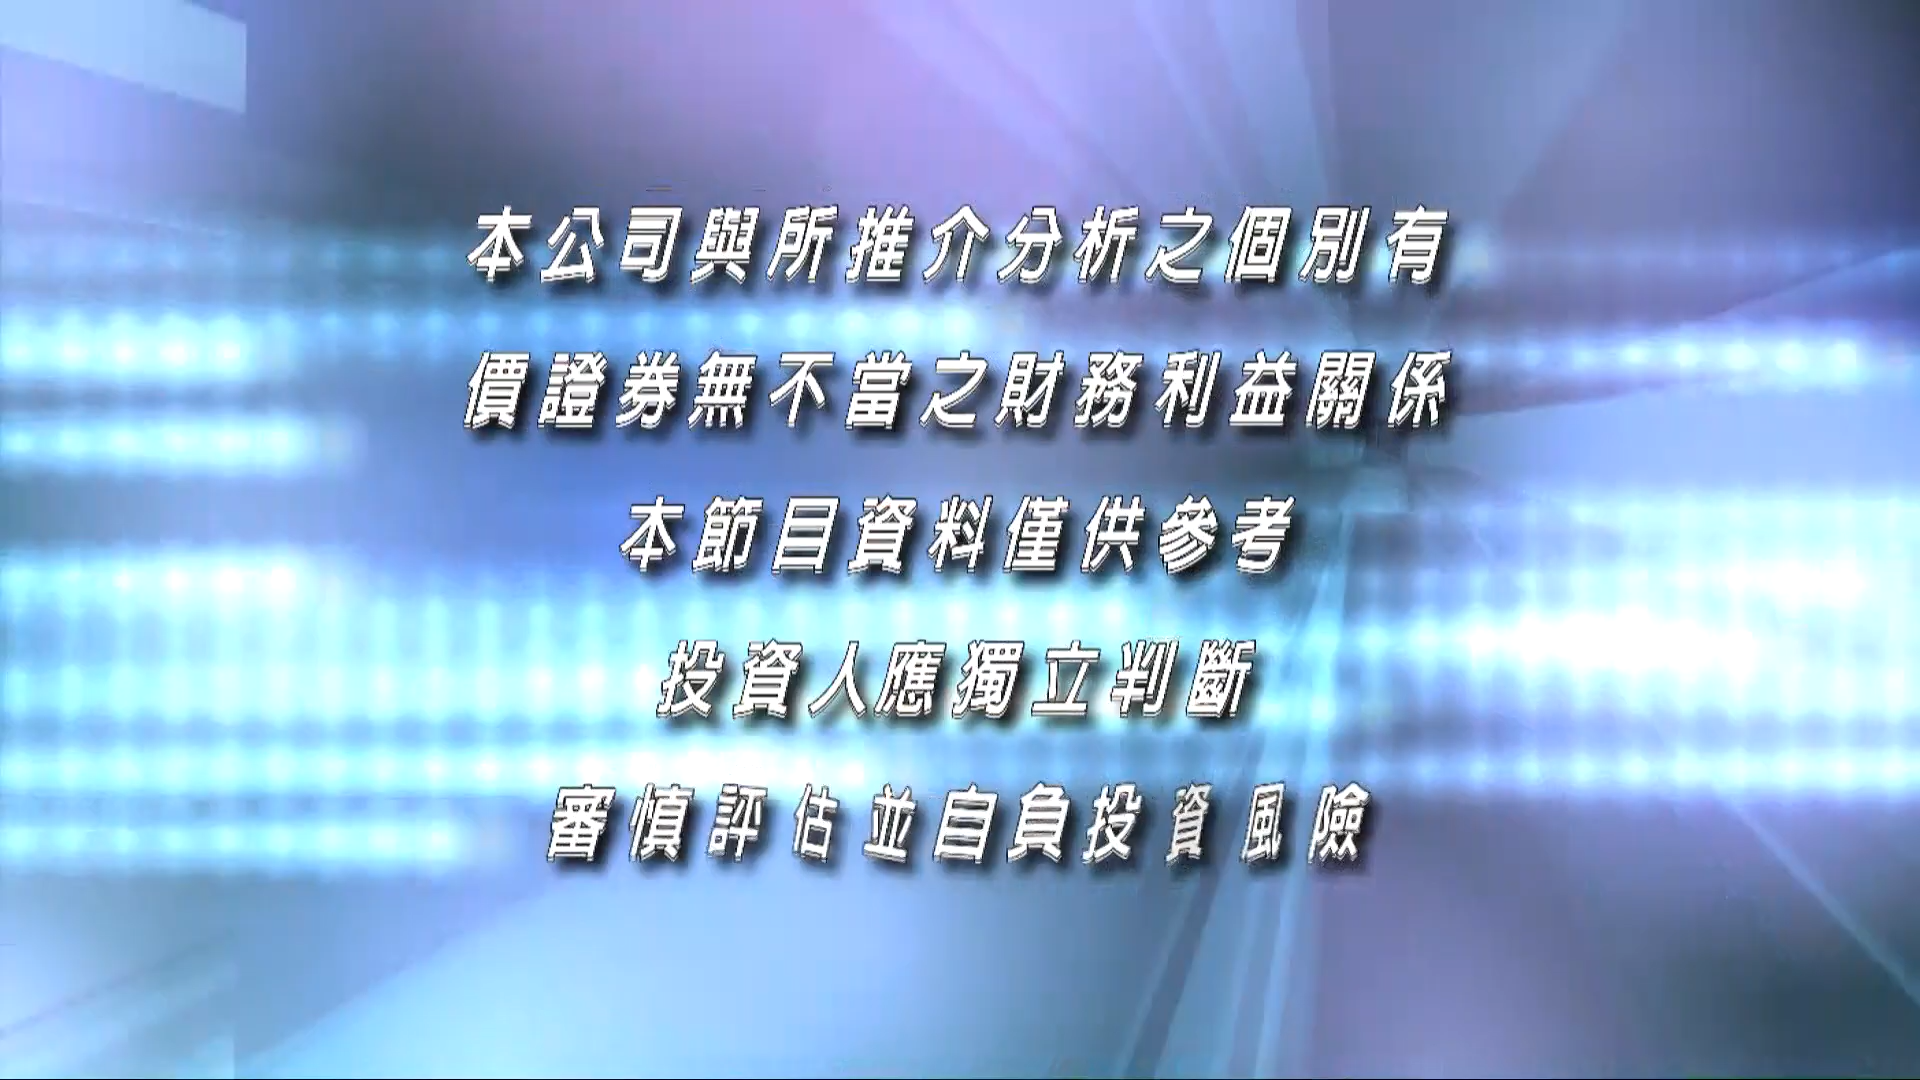 本公司與所推介分析之個別有
價證券無不當之財務利益關係
本節目資料僅供參考
投資人應獨立判斷
審慎評估並自負投資風險